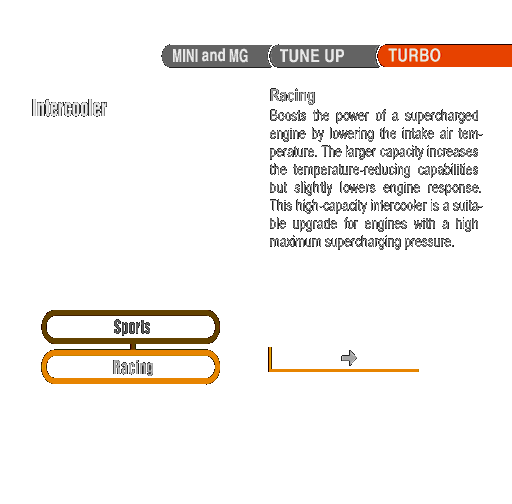 MINI and MG
TUNE UP
TURBO
Intercooler
Racing
Boosts the power of a supercharged
engine by lowering the intake air tem-
perature. The larger capacity increases
the temperature-reducing capabilities
but slightly lowers engine response.
This high-capacity intercooler is a suita-
ble upgrade for engines with a high
maximum supercharging pressure.
Sports
Racing